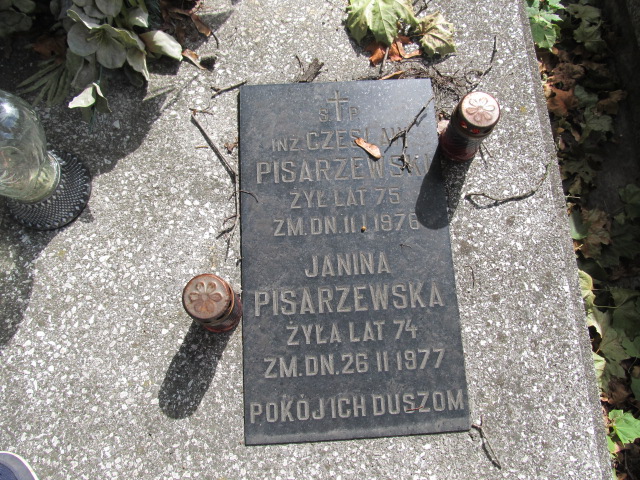 Ś P
INŻ. CZESŁAW
PISARZEWSKI
ŻYŁ LAT 75
ZM. DN. 11 I 1976
JANINA
PISARZEWSKA
ŻYŁA LAT 74
ZM. DN. 26 II 1977
POKÓJ ICH DUSZOM